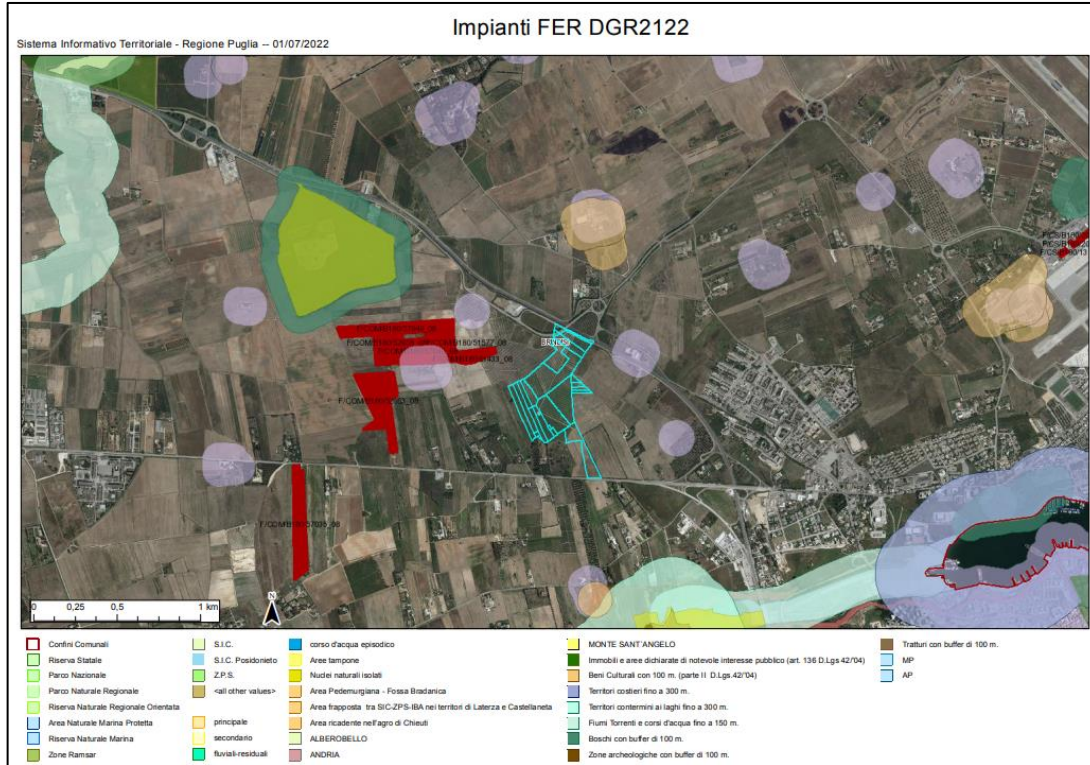 Impianti FER DGR2122
Sistema Informativo Territoriale - Regione Puglia -- 01/07/2022
BRINDISI
0 0,25 0,5 1 km
N
Confini Comunali
Riserva Statale
Parco Nazionale
Parco Naturale Regionale
Riserva Naturale Regionale Orientata
Area Naturale Marina Protetta
Riserva Naturale Marina
Zone Ramsar
S.I.C.
S.I.C. Posidonieto
Z.P.S.
<all other values>
principale
secondario
fluviali-residuali
corso d'acqua episodico
Aree tampone
Nuclei naturali isolati
Area Pedemurgiana - Fossa Bradanica
Area frapposta tra SIC-ZPS-IBA nei territori di Laterza e Castellaneta
Area ricadente nell'agro di Chieuti
ALBEROBELLO
ANDRIA
MONTE SANT'ANGELO
Immobili e aree dichiarate di notevole interesse pubblico (art. 136 D.Lgs 42/'04)
Beni Culturali con 100 m. (parte II D.Lgs.42/'04)
Territori costieri fino a 300 m.
Territori contermini ai laghi fino a 300 m.
Fiumi Torrenti e corsi d'acqua fino a 150 m.
Boschi con buffer di 100 m.
Zone archeologiche con buffer di 100 m.
Tratturi con buffer di 100 m.
MP
AP